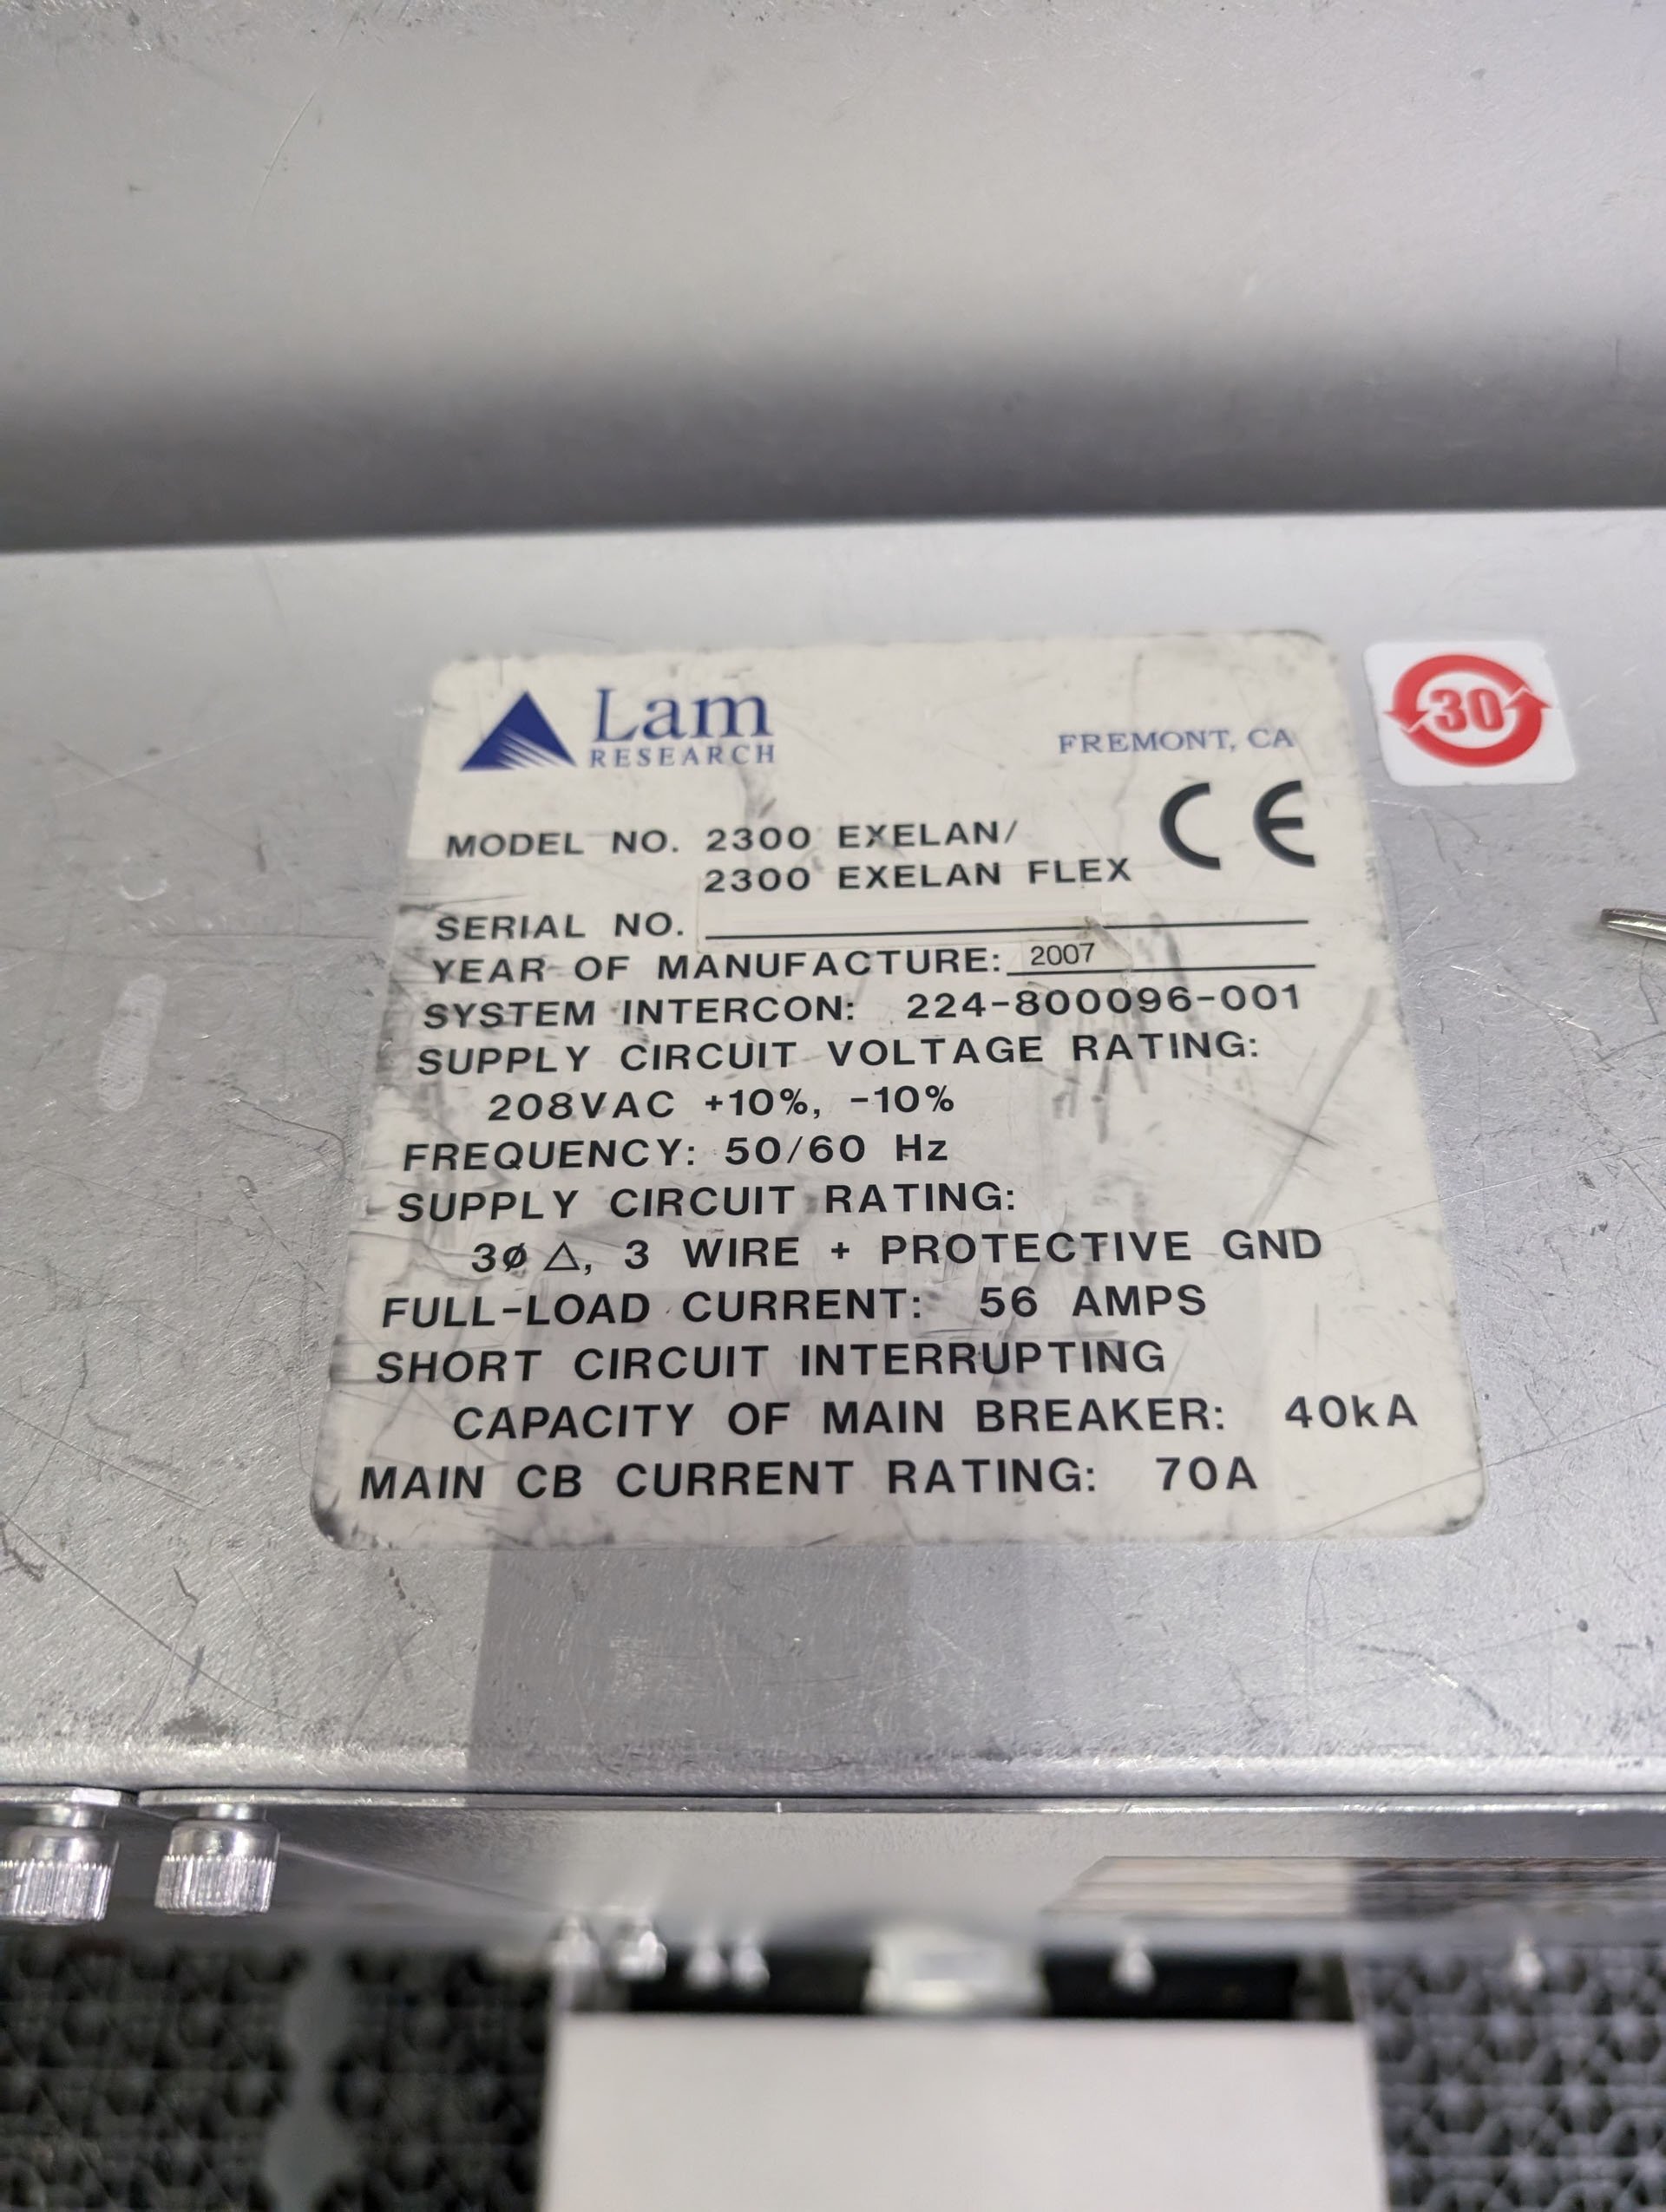 Lam
RESEARCH
FREMONT, CA
30
CE
MODEL NO. 2300 EXELAN/
2300 EXELAN FLEX
SERIAL NO.
YEAR OF MANUFACTURE: 2007
SYSTEM INTERCON: 224-800096-001
SUPPLY CIRCUIT VOLTAGE RATING:
208VAC +10%, -10%
FREQUENCY: 50/60 Hz
SUPPLY CIRCUIT RATING:
3ø △, 3 WIRE + PROTECTIVE GND
FULL-LOAD CURRENT: 56 AMPS
SHORT CIRCUIT INTERRUPTING
CAPACITY OF MAIN BREAKER: 40kA
MAIN CB CURRENT RATING: 70A